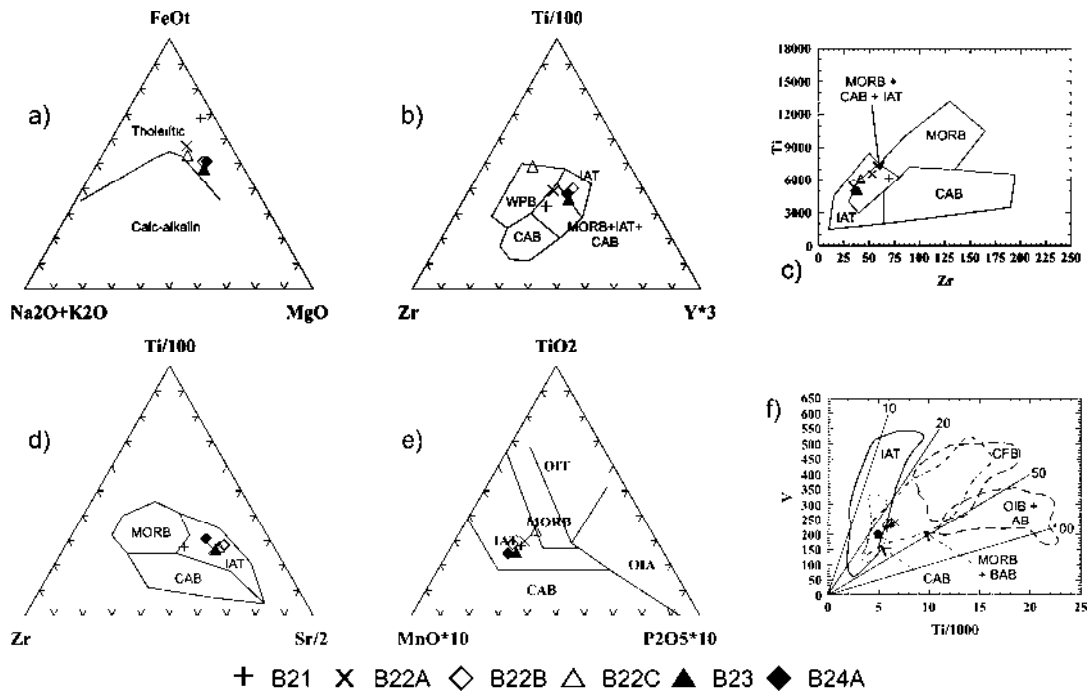 FeOt
a)
Tholeiitic
Calc-alkalin
Na2O+K2O
MgO
Ti/100
b)
IAT
WPB
CAB
MORB+IAT+
CAB
Zr
Y*3
18000
15000
12000
9000
6000
3000
0
Ti
MORB +
CAB + IAT
MORB
CAB
IAT
0 25 50 75 100 125 150 175 200 225 250
c)
Zr
Ti/100
d)
MORB
IAT
CAB
Zr
Sr/2
TiO2
e)
OIT
MORB
IAT
OIA
CAB
MnO*10
P2O5*10
f)
650
600
550
500
450
400
350
300
250
200
150
100
50
0
V
10
20
50
IAT
CFB
OIB
AB
CAB
MORB
+ BAB
0 5 10 15 20 25
Ti/1000
B21 B22A B22B B22C B23 B24A